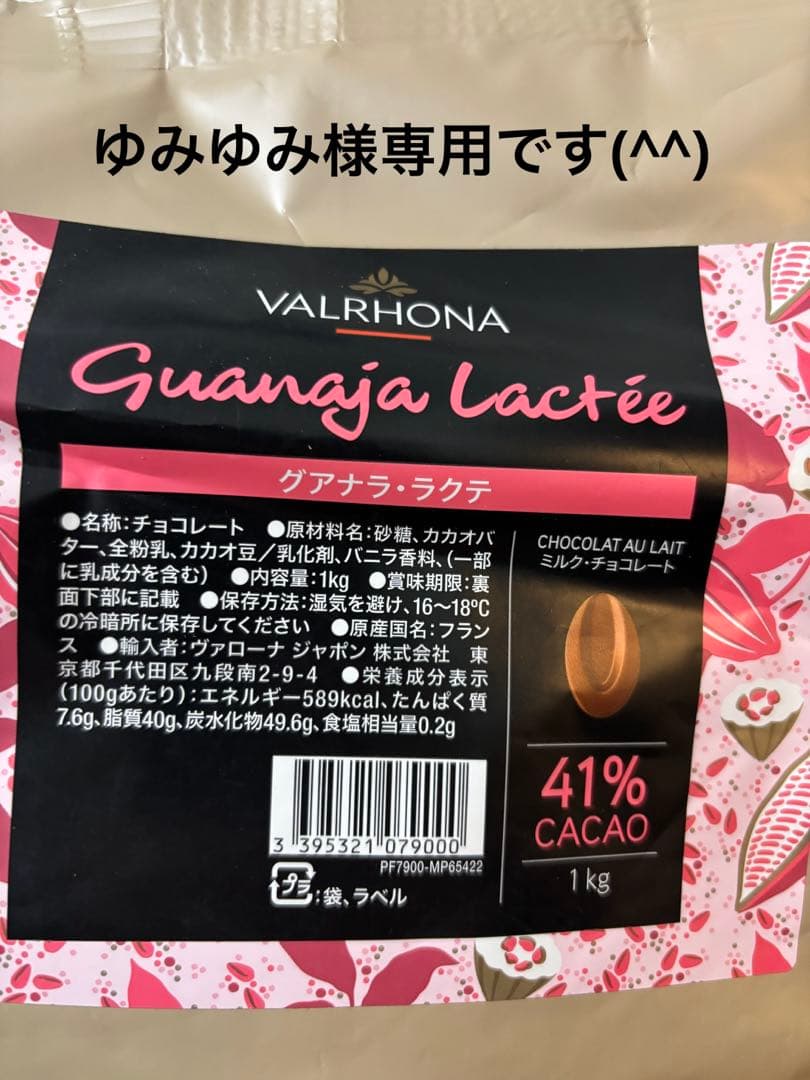 ゆみゆみ様専用です(^^)
VALRHONA
Guanaja Lactée
グアナラ・ラクテ
●名称:チョコレート ●原材料名:砂糖、カカオバ
ター、全粉乳、カカオ豆/乳化剤、バニラ香料、(一部
に乳成分を含む) ●内容量:1kg ●賞味期限:裏
面下部に記載 ●保存方法:湿気を避け、16〜18℃
の冷暗所に保存してください ●原産国名:フラン
ス ●輸入者:ヴァローナ ジャポン 株式会社 東
京都千代田区九段南2-9-4 ●栄養成分表示
(100gあたり):エネルギー589kcal、たんぱく質
7.6g、脂質40g、炭水化物49.6g、食塩相当量0.2g
CHOCOLAT AU LAIT
ミルク・チョコレート
41%
CACAO
1 kg
3 395321 079000
PF7900-MP65422
プラ:袋、ラベル